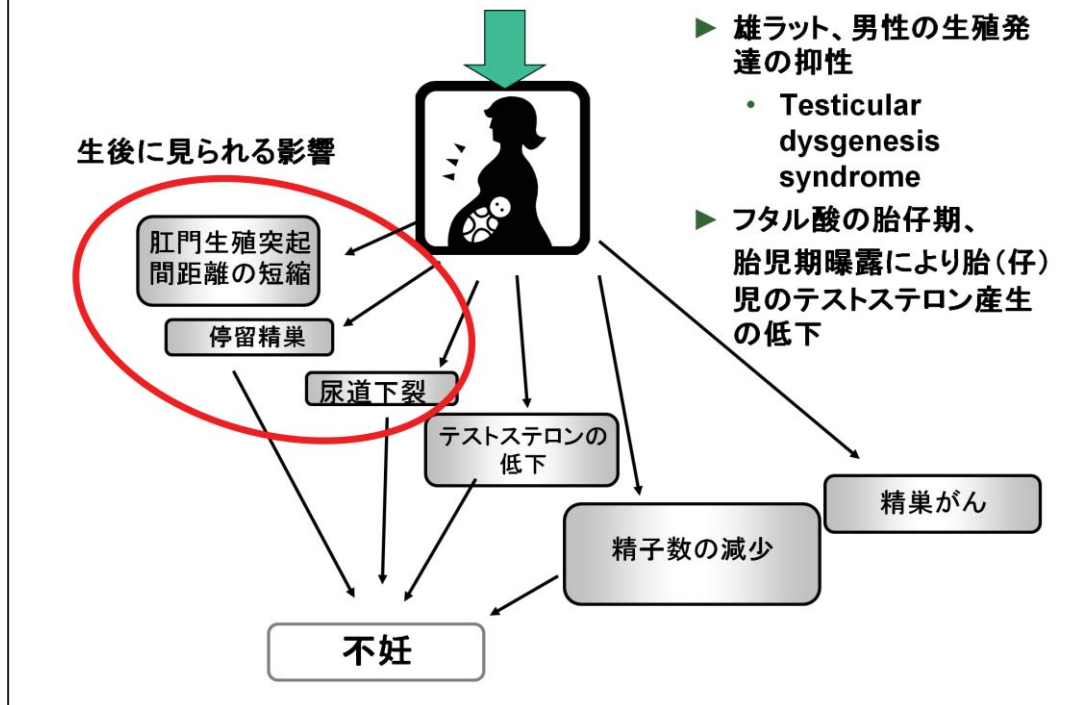 雄ラット、男性の生殖発
達の抑性
• Testicular
dysgenesis
syndrome
フタル酸の胎仔期、
胎児期曝露により胎(仔)
児のテストステロン産生
の低下
生後に見られる影響
肛門生殖突起
間距離の短縮
停留精巣
尿道下裂
テストステロンの
低下
精子数の減少
精巣がん
不妊